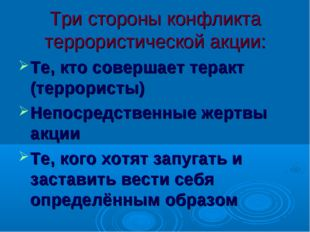 Три стороны конфликта
террористической акции:
Те, кто совершает теракт
(террористы)
Непосредственные жертвы
акции
Те, кого хотят запугать и
заставить вести себя
определённым образом